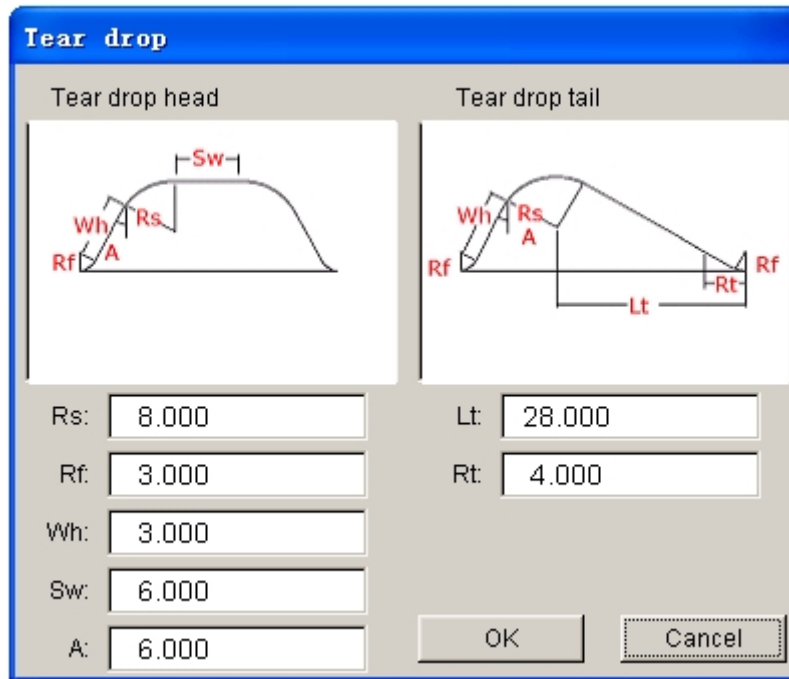 Tear drop
Tear drop head
Tear drop tail
Sw
Wh
Rs
A
Rf
Wh
Rs
A
Rf
Rf
Rt
Lt
Rs: 8.000
Lt: 28.000
Rf: 3.000
Rt: 4.000
Wh: 3.000
Sw: 6.000
A: 6.000
OK
Cancel